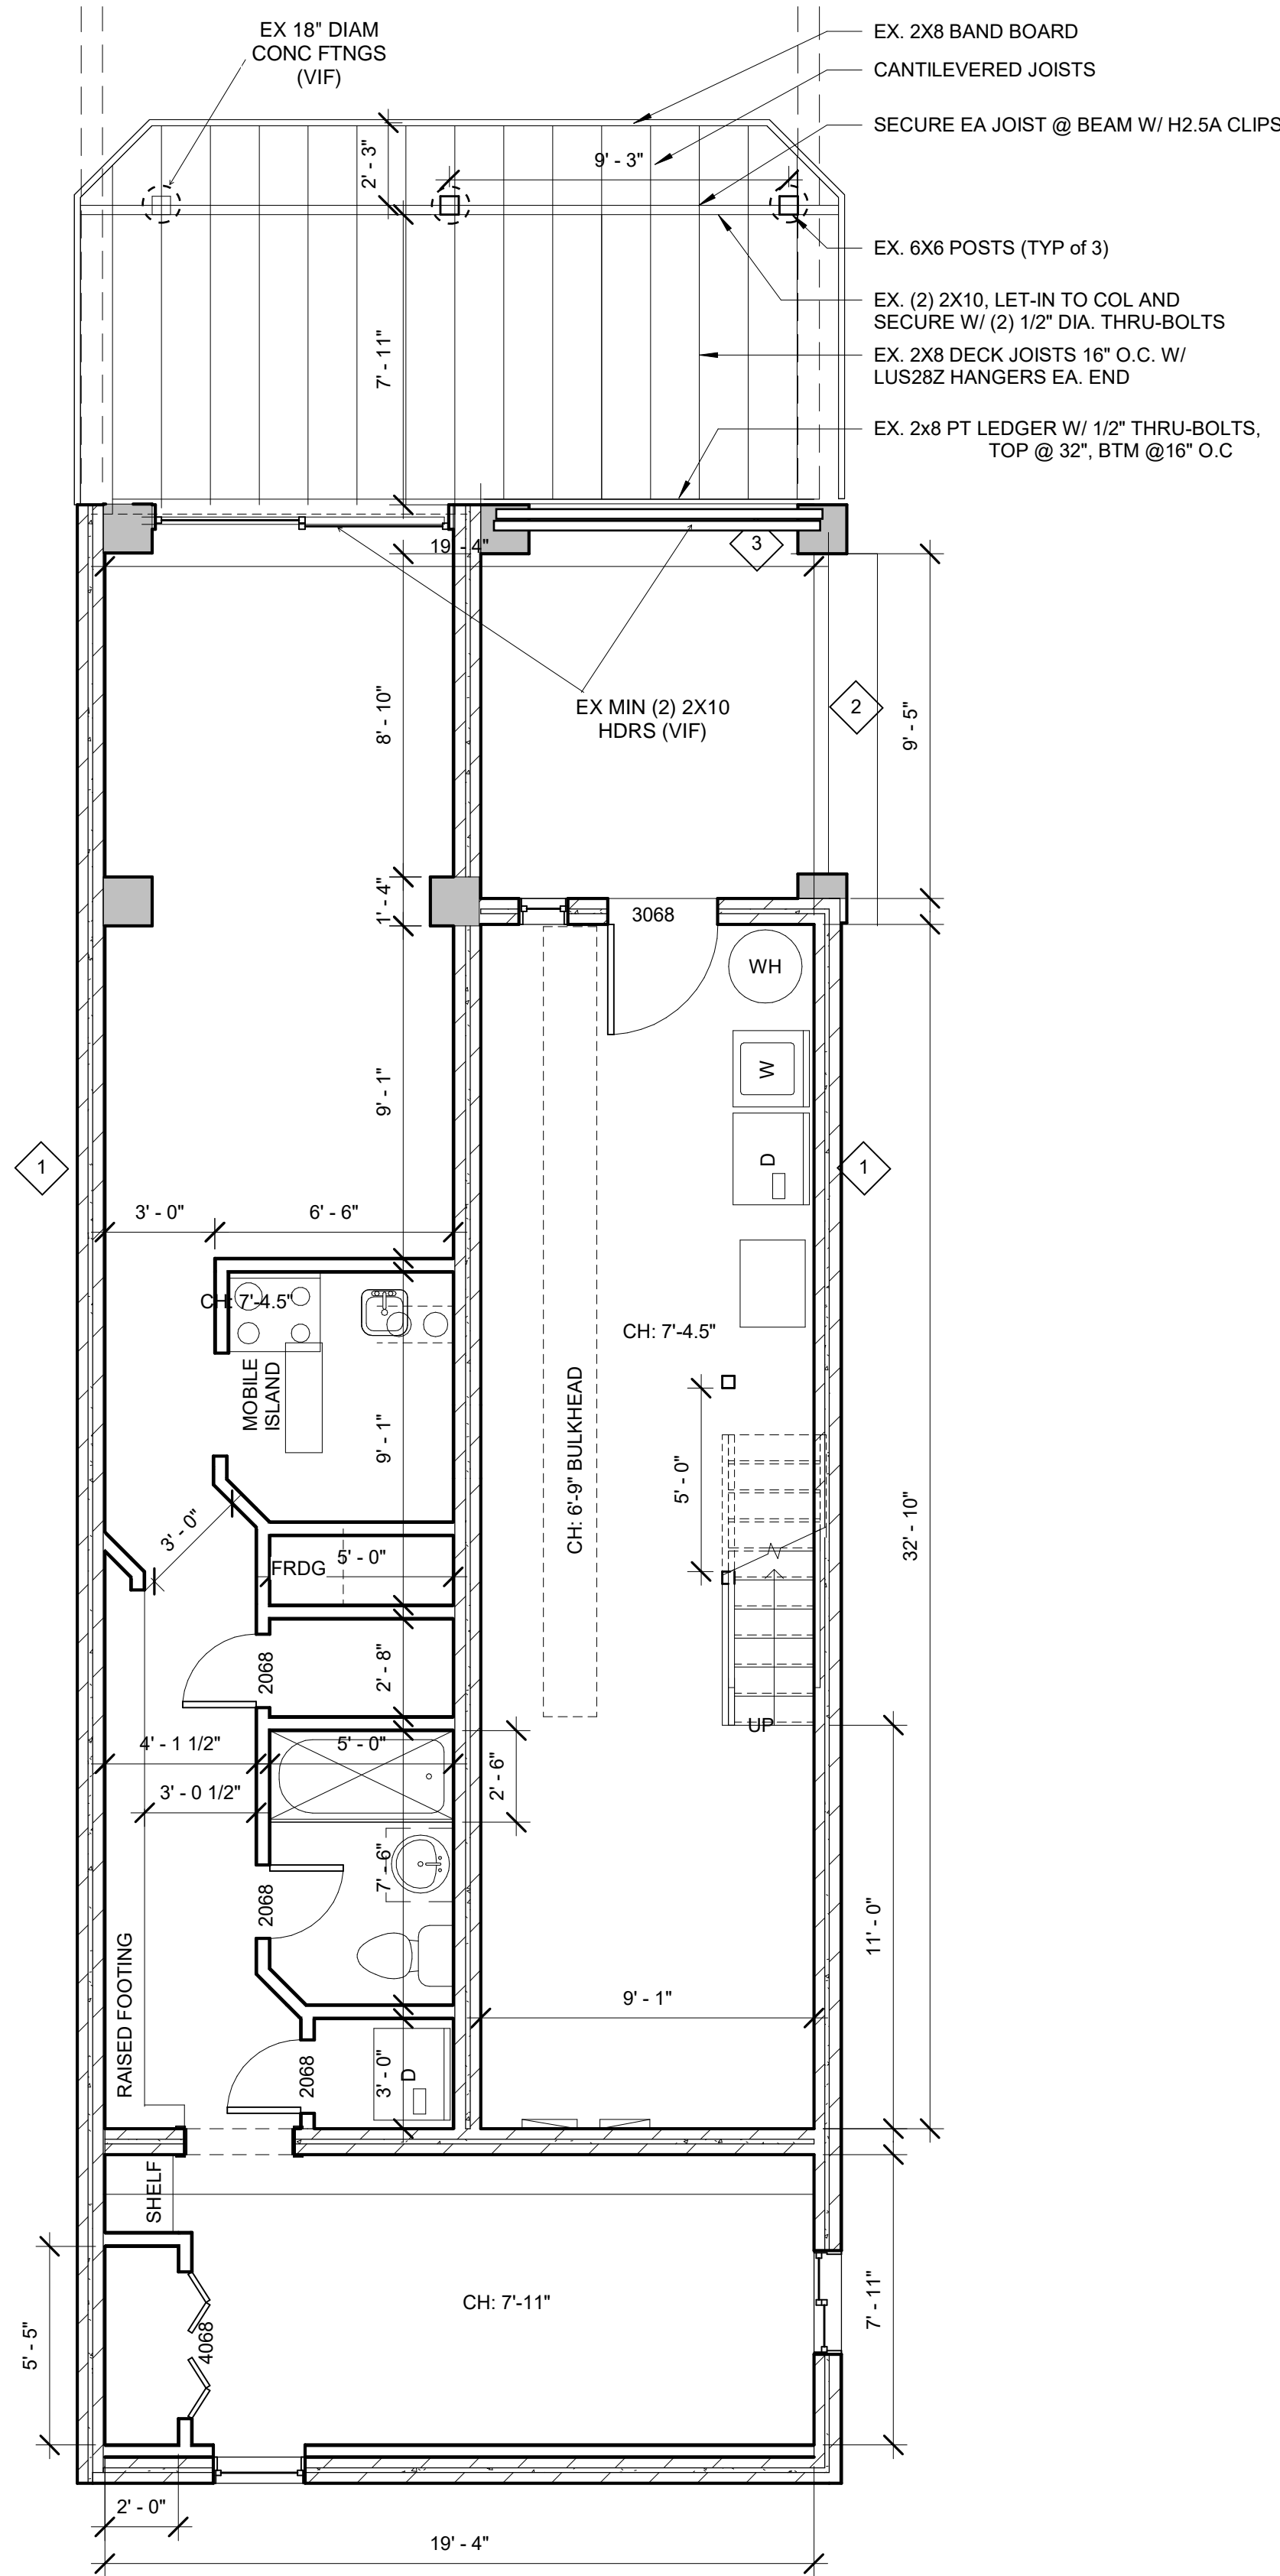 EX 18" DIAM
CONC FTNGS
(VIF)
EX. 2X8 BAND BOARD
CANTILEVERED JOISTS
SECURE EA JOIST @ BEAM W/ H2.5A CLIPS
2' - 3"
9' - 3"
EX. 6X6 POSTS (TYP of 3)
EX. (2) 2X10, LET-IN TO COL AND
SECURE W/ (2) 1/2" DIA. THRU-BOLTS
7' - 11"
EX. 2X8 DECK JOISTS 16" O.C. W/
LUS28Z HANGERS EA. END
EX. 2x8 PT LEDGER W/ 1/2" THRU-BOLTS,
TOP @ 32", BTM @16" O.C
19' - 4"
3
8' - 10"
EX MIN (2) 2X10
HDRS (VIF)
2
9' - 5"
1' - 4"
3068
WH
W
9' - 1"
D
1
1
3' - 0"
6' - 6"
CH: 7'-4.5"
CH: 7'-4.5"
MOBILE
ISLAND
9' - 1"
CH: 6'-9" BULKHEAD
5' - 0"
3' - 0"
32' - 10"
FRDG
5' - 0"
2068
2' - 8"
UP
4' - 1 1/2"
5' - 0"
2' - 6"
3' - 0 1/2"
7' - 6"
2068
11' - 0"
RAISED FOOTING
9' - 1"
2068
3' - 0"
D
SHELF
CH: 7'-11"
7' - 11"
5' - 5"
4068
2' - 0"
19' - 4"